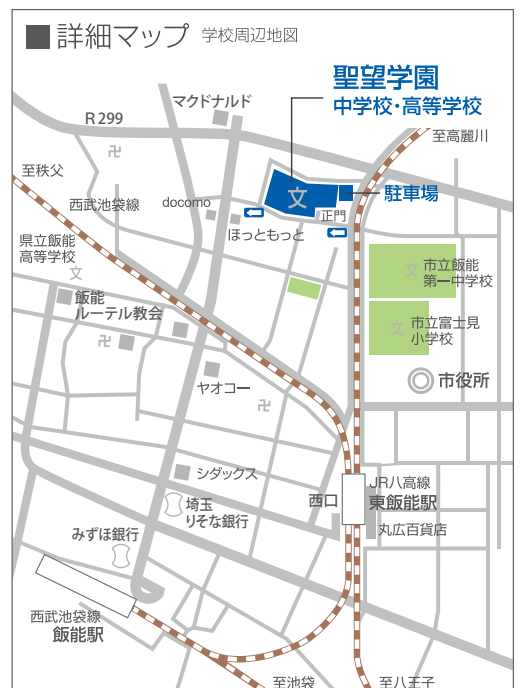 詳細マップ 学校周辺地図
聖望学園
中学校・高等学校
マクドナルド
R299
至高麗川
至秩父
文
駐車場
西武池袋線
docomo
正門
ほっともっと
県立飯能
高等学校
文
文
市立飯能
第一中学校
飯能
ルーテル教会
文
市立富士見
小学校
ヤオコー
市役所
シダックス
JR八高線
西口
東飯能駅
埼玉
りそな銀行
丸広百貨店
みずほ銀行
西武池袋線
飯能駅
至池袋
至八王子